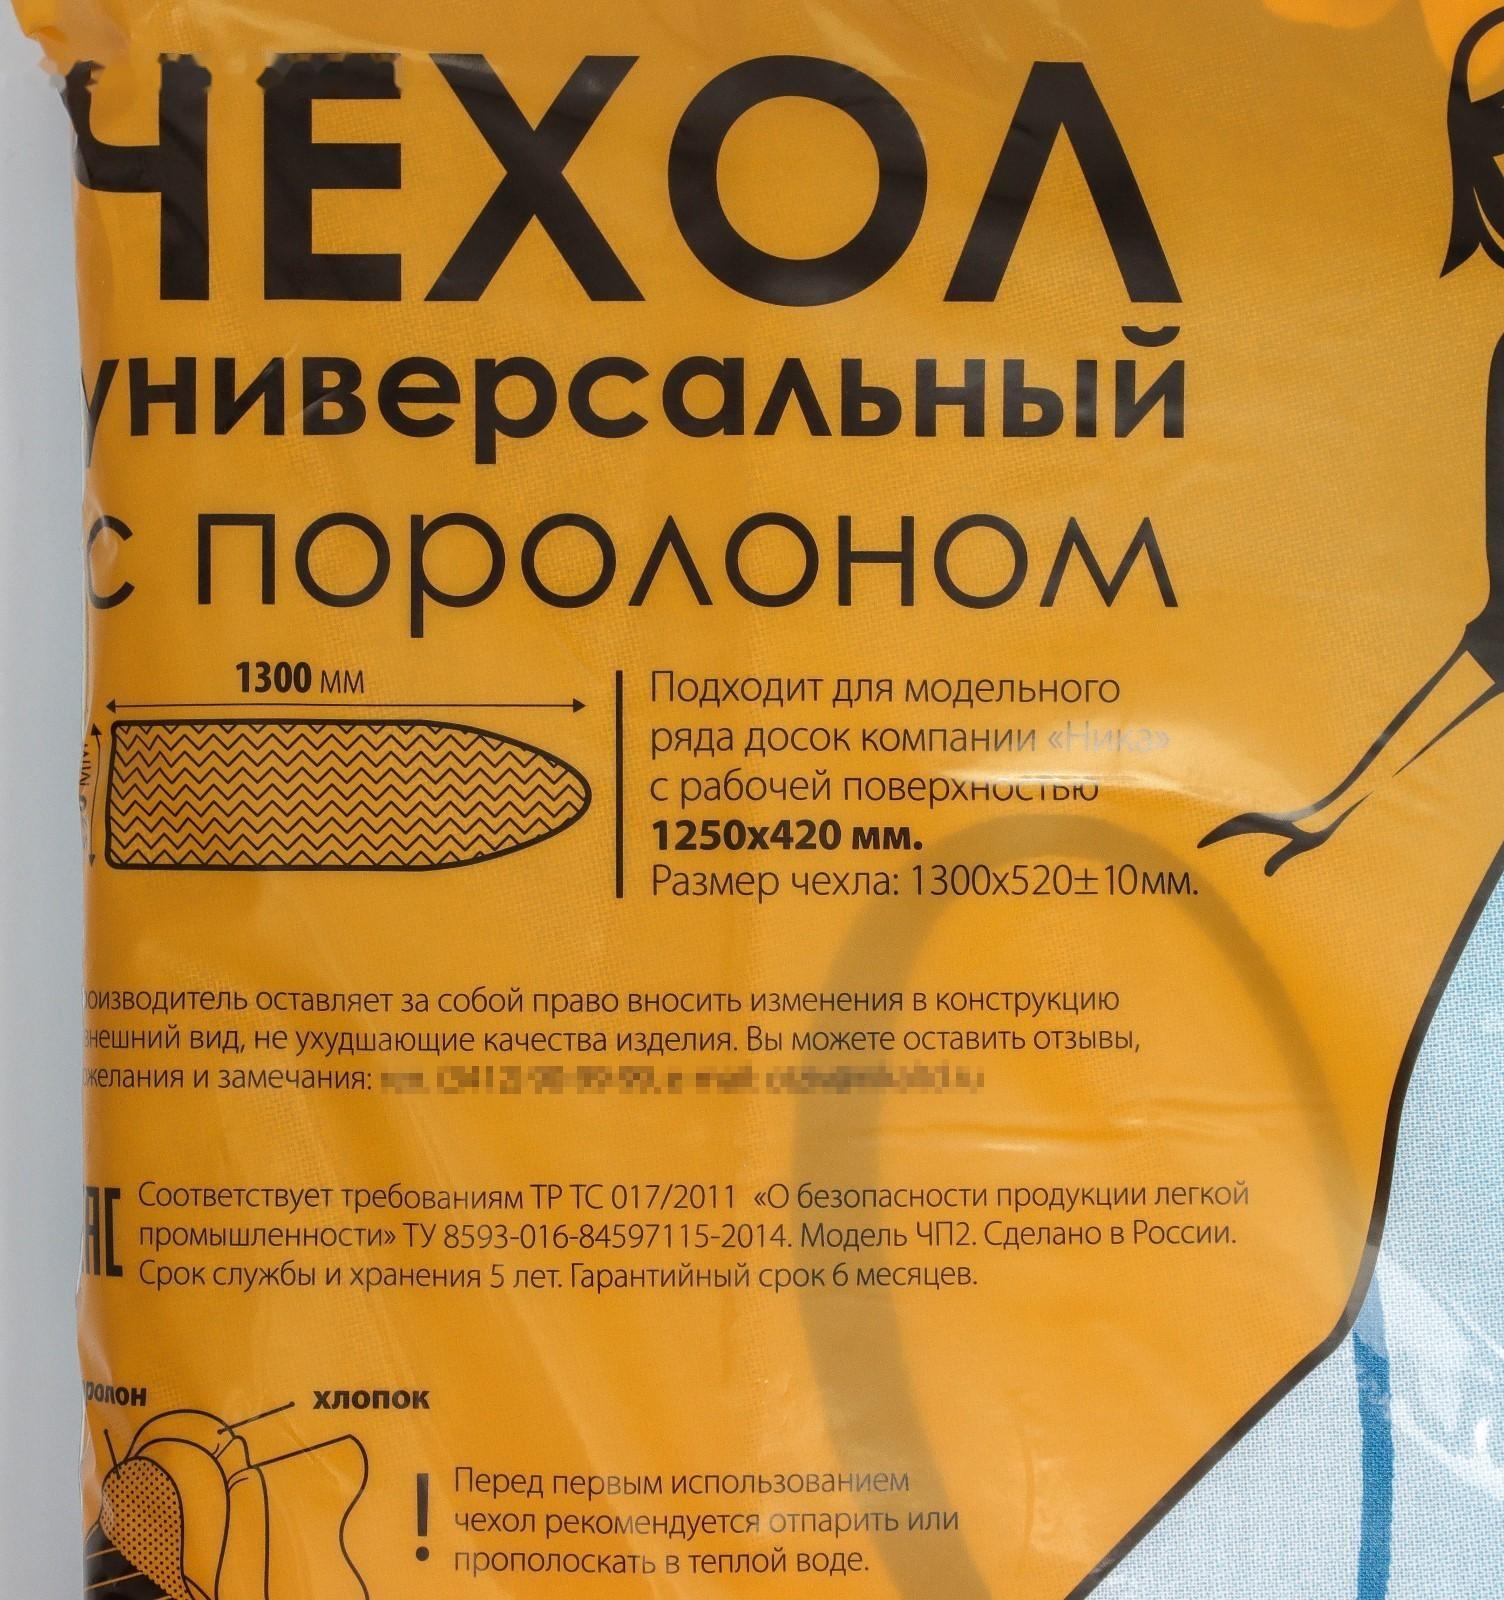 ЧЕХОЛ
универсальный
с поролоном
1300 мм
Подходит для модельного
ряда досок компании «Ника»
с рабочей поверхностью
1250х420 мм.
Размер чехла: 1300х520±10мм.
оизводитель оставляет за собой право вносить изменения в конструкцию
внешний вид, не ухудшающие качества изделия. Вы можете оставить отзывы,
ожелания и замечания:
ЕАС
Соответствует требованиям ТР ТС 017/2011 «О безопасности продукции легкой
промышленности» ТУ 8593-016-84597115-2014. Модель ЧП2. Сделано в России.
Срок службы и хранения 5 лет. Гарантийный срок 6 месяцев.
ролон
хлопок
! Перед первым использованием
чехол рекомендуется отпарить или
прополоскать в теплой воде.